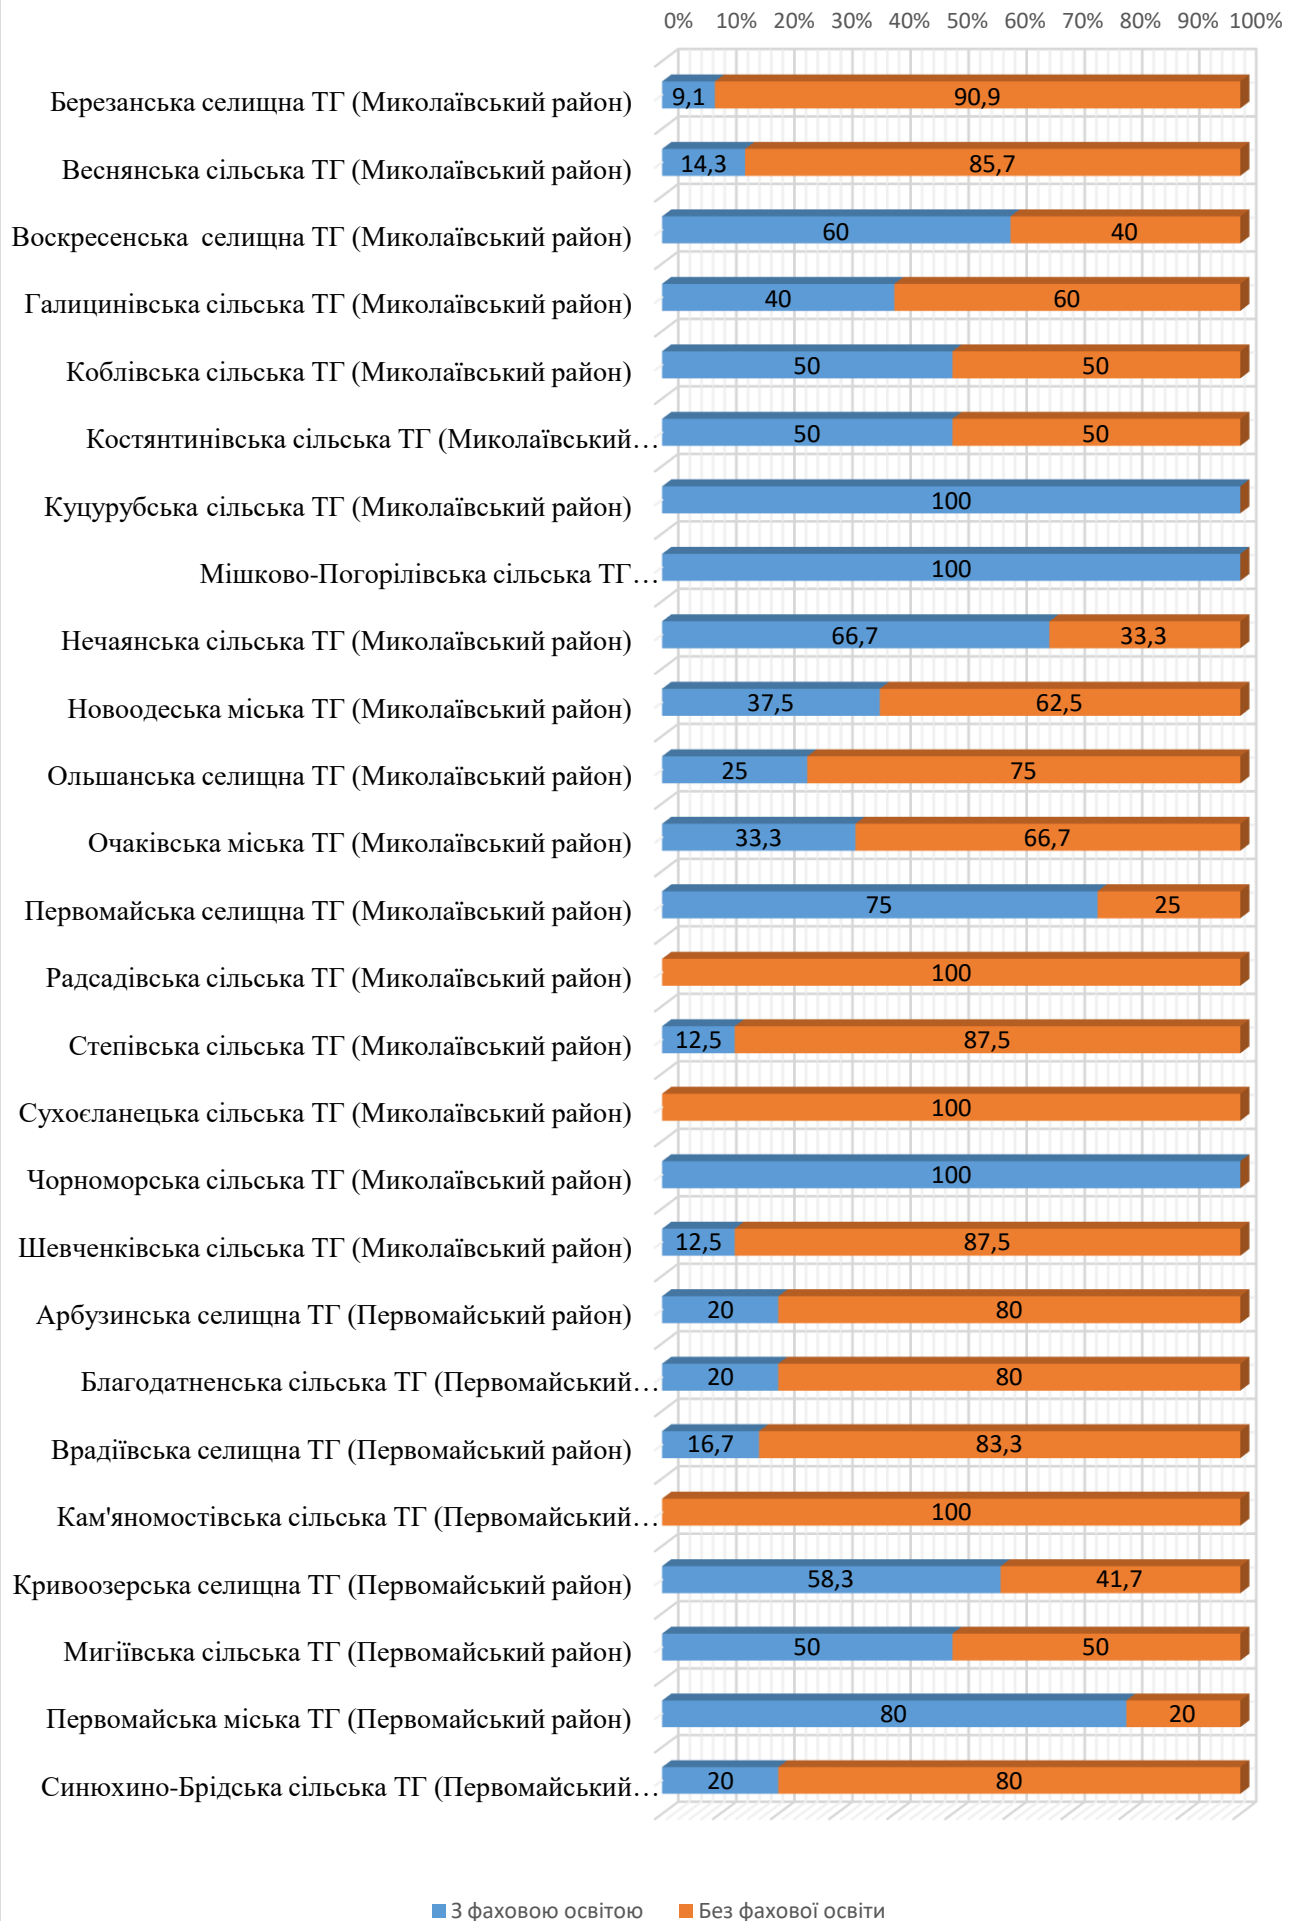 0% 10% 20% 30% 40% 50% 60% 70% 80% 90% 100%
Березанська селищна ТГ (Миколаївський район) 9,1 90,9
Веснянська сільська ТГ (Миколаївський район) 14,3 85,7
Воскресенська селищна ТГ (Миколаївський район) 60 40
Галицинівська сільська ТГ (Миколаївський район) 40 60
Коблівська сільська ТГ (Миколаївський район) 50 50
Костянтинівська сільська ТГ (Миколаївський… 50 50
Куцурубська сільська ТГ (Миколаївський район) 100
Мішково-Погорілівська сільська ТГ… 100
Нечаянська сільська ТГ (Миколаївський район) 66,7 33,3
Новоодеська міська ТГ (Миколаївський район) 37,5 62,5
Ольшанська селищна ТГ (Миколаївський район) 25 75
Очаківська міська ТГ (Миколаївський район) 33,3 66,7
Первомайська селищна ТГ (Миколаївський район) 75 25
Радсадівська сільська ТГ (Миколаївський район) 100
Степівська сільська ТГ (Миколаївський район) 12,5 87,5
Сухоєланецька сільська ТГ (Миколаївський район) 100
Чорноморська сільська ТГ (Миколаївський район) 100
Шевченківська сільська ТГ (Миколаївський район) 12,5 87,5
Арбузинська селищна ТГ (Первомайський район) 20 80
Благодатненська сільська ТГ (Первомайський… 20 80
Врадіївська селищна ТГ (Первомайський район) 16,7 83,3
Кам'яномостівська сільська ТГ (Первомайський… 100
Кривоозерська селищна ТГ (Первомайський район) 58,3 41,7
Мигіївська сільська ТГ (Первомайський район) 50 50
Первомайська міська ТГ (Первомайський район) 80 20
Синюхино-Брідська сільська ТГ (Первомайський… 20 80
З фаховою освітою Без фахової освіти